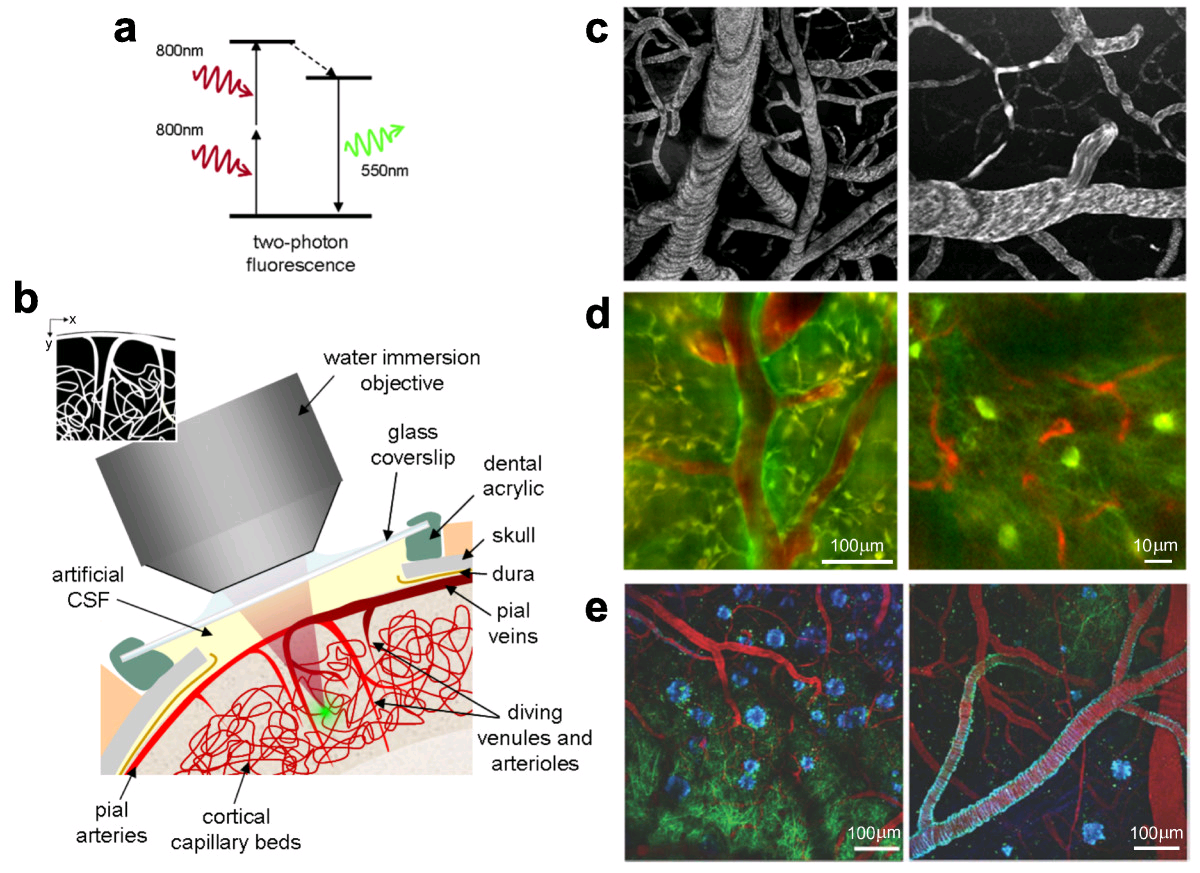 a
800nm
800nm
550nm
two-photon
fluorescence
b
x
y
water immersion
objective
glass
coverslip
dental
acrylic
skull
dura
pial
veins
artificial
CSF
diving
venules and
arterioles
pial
arteries
cortical
capillary beds
c
d
100µm
10µm
e
100µm
100µm